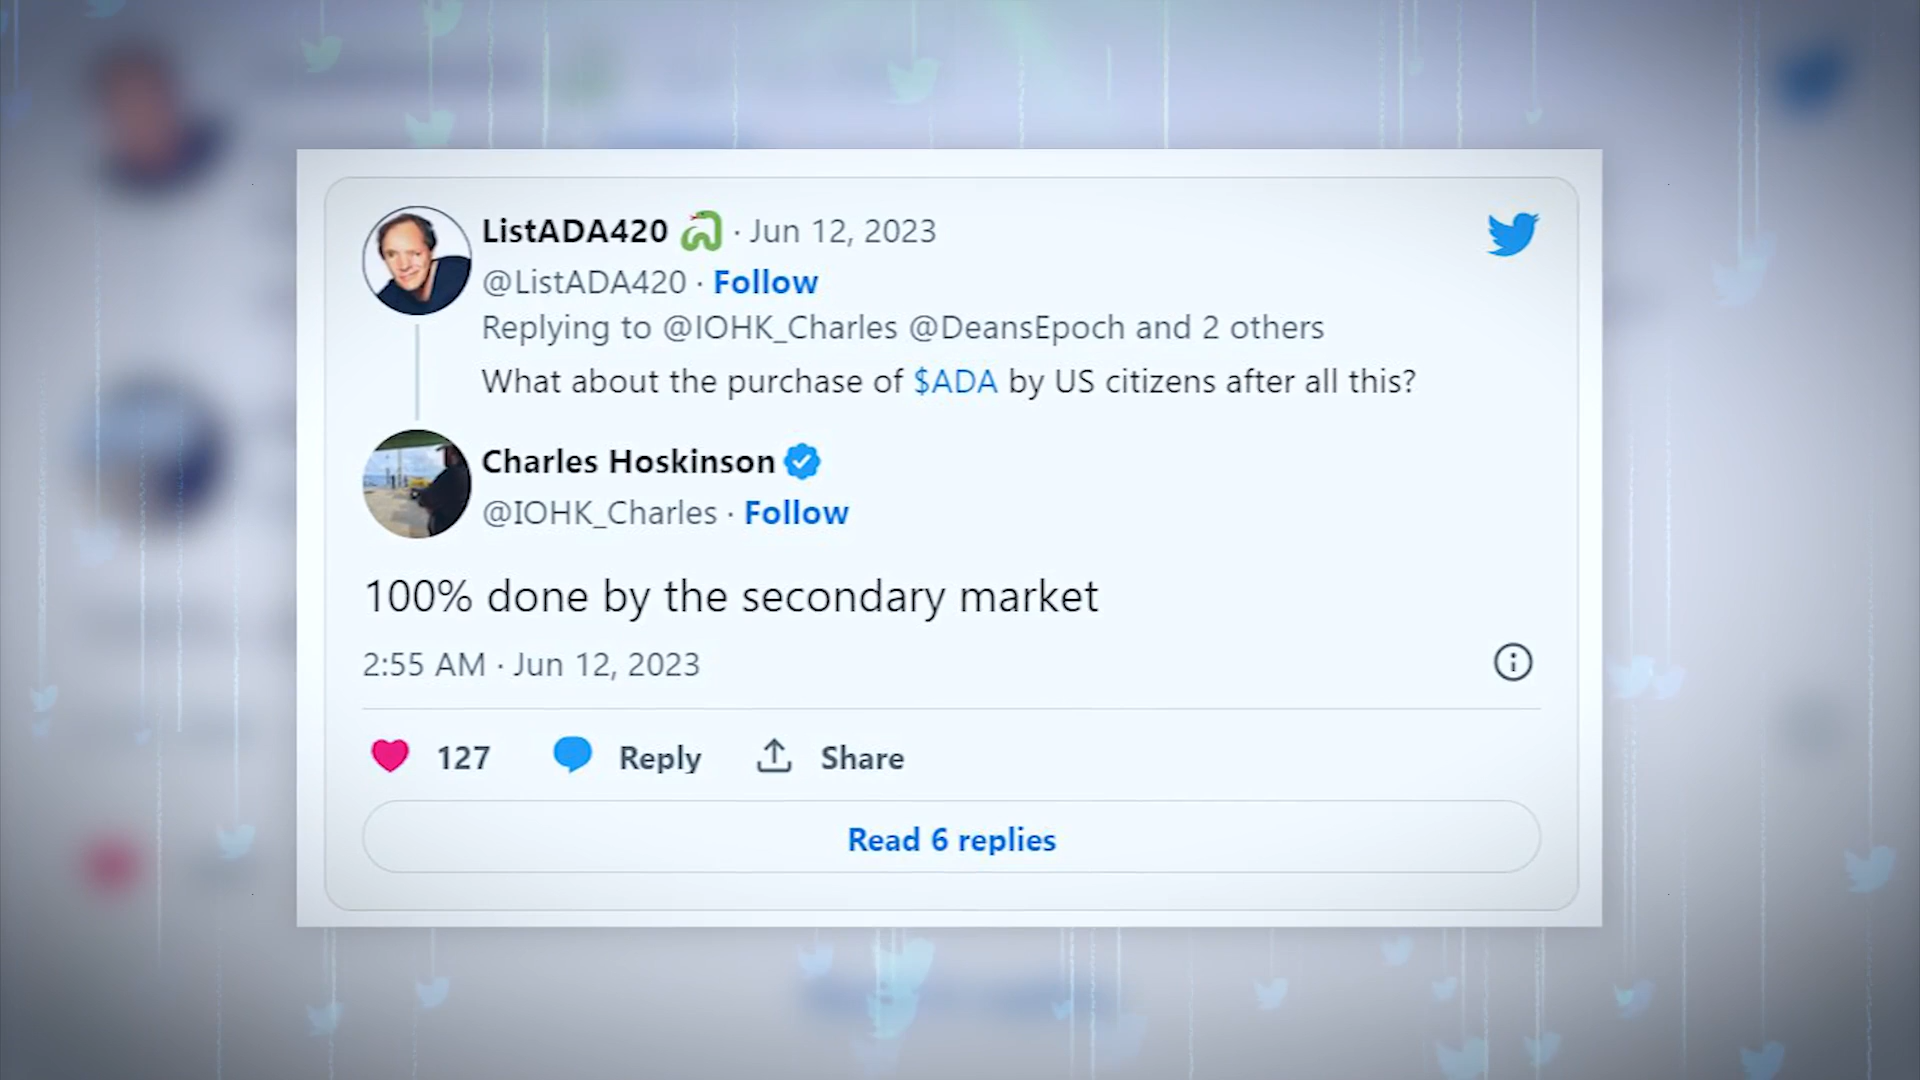 ListADA420 🐍 · Jun 12, 2023
@ListADA420 · Follow
Replying to @IOHK_Charles @DeansEpoch and 2 others
What about the purchase of $ADA by US citizens after all this?
Charles Hoskinson
@IOHK_Charles · Follow
100% done by the secondary market
2:55 AM · Jun 12, 2023
127 Reply Share
Read 6 replies